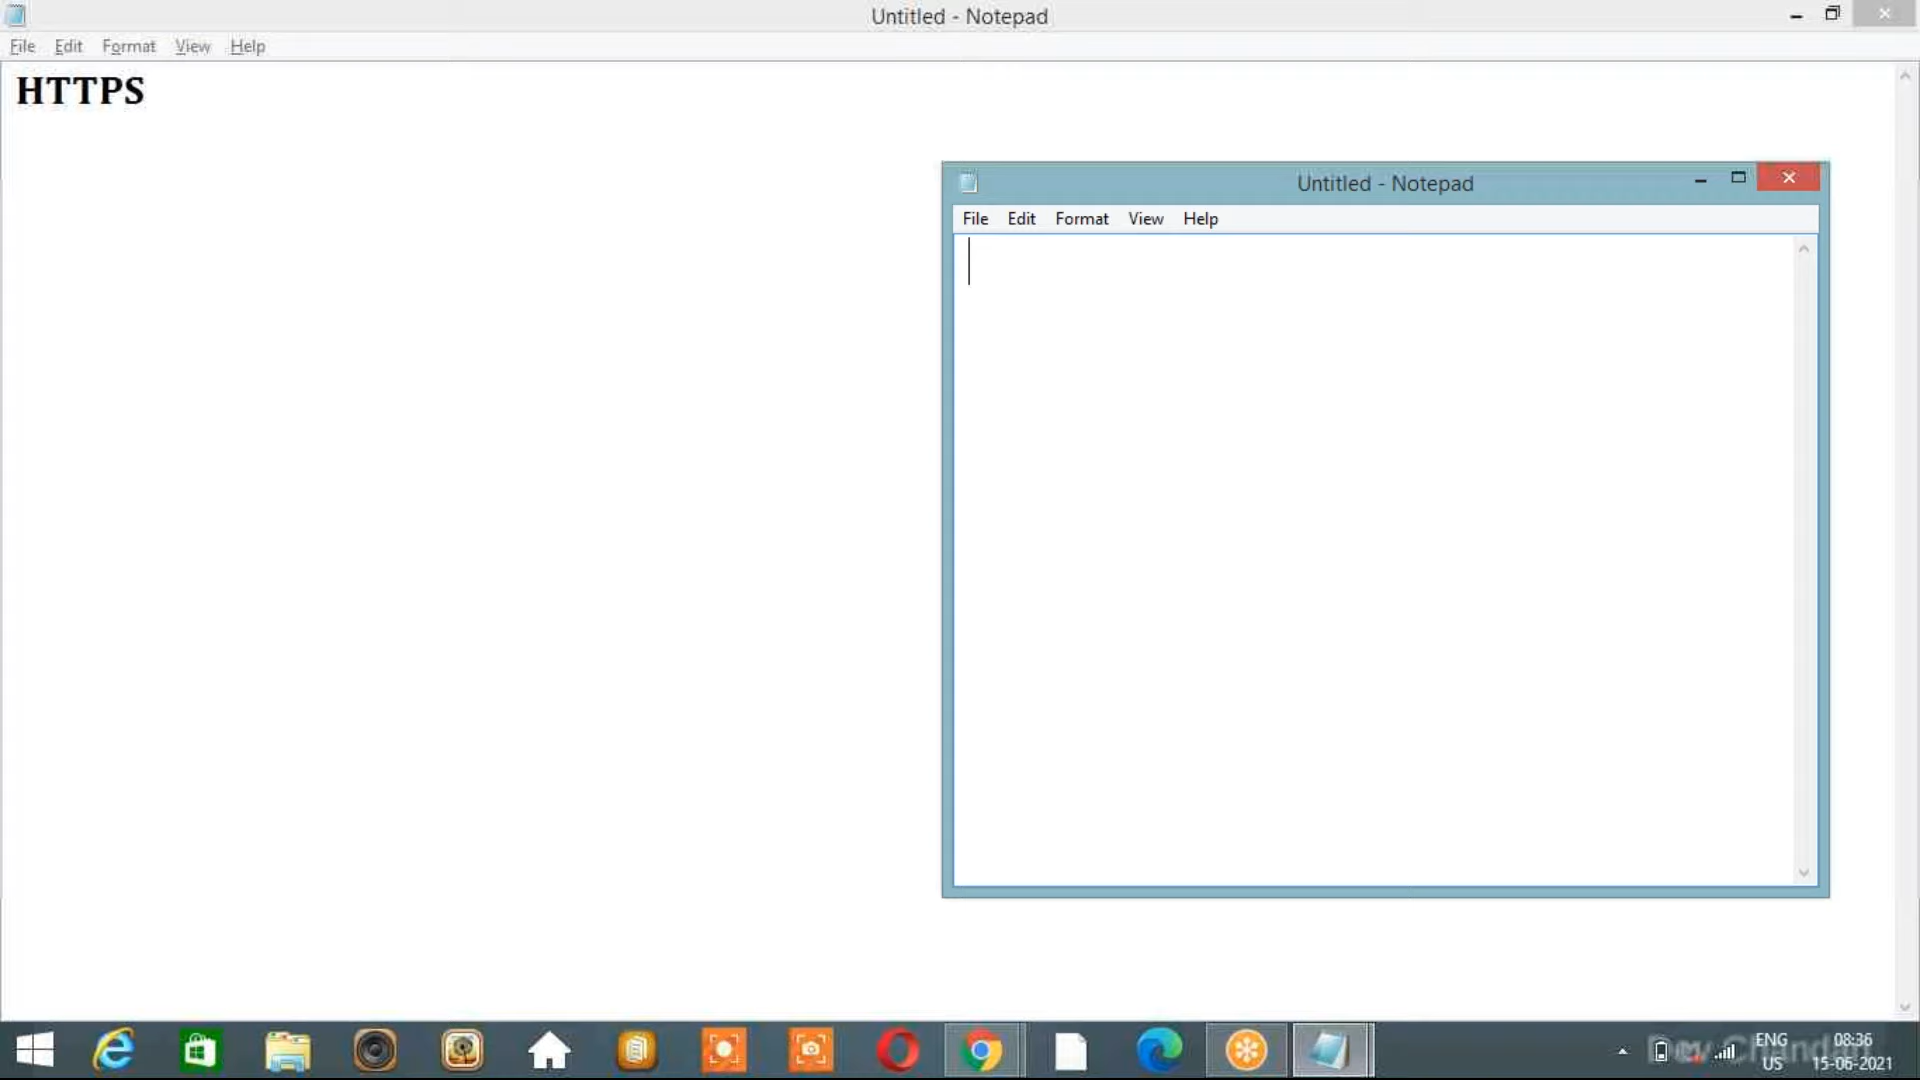 Untitled - Notepad
File Edit Format View Help
HTTPS
Untitled - Notepad
File Edit Format View Help
ENG
US
08:36
15-06-2021